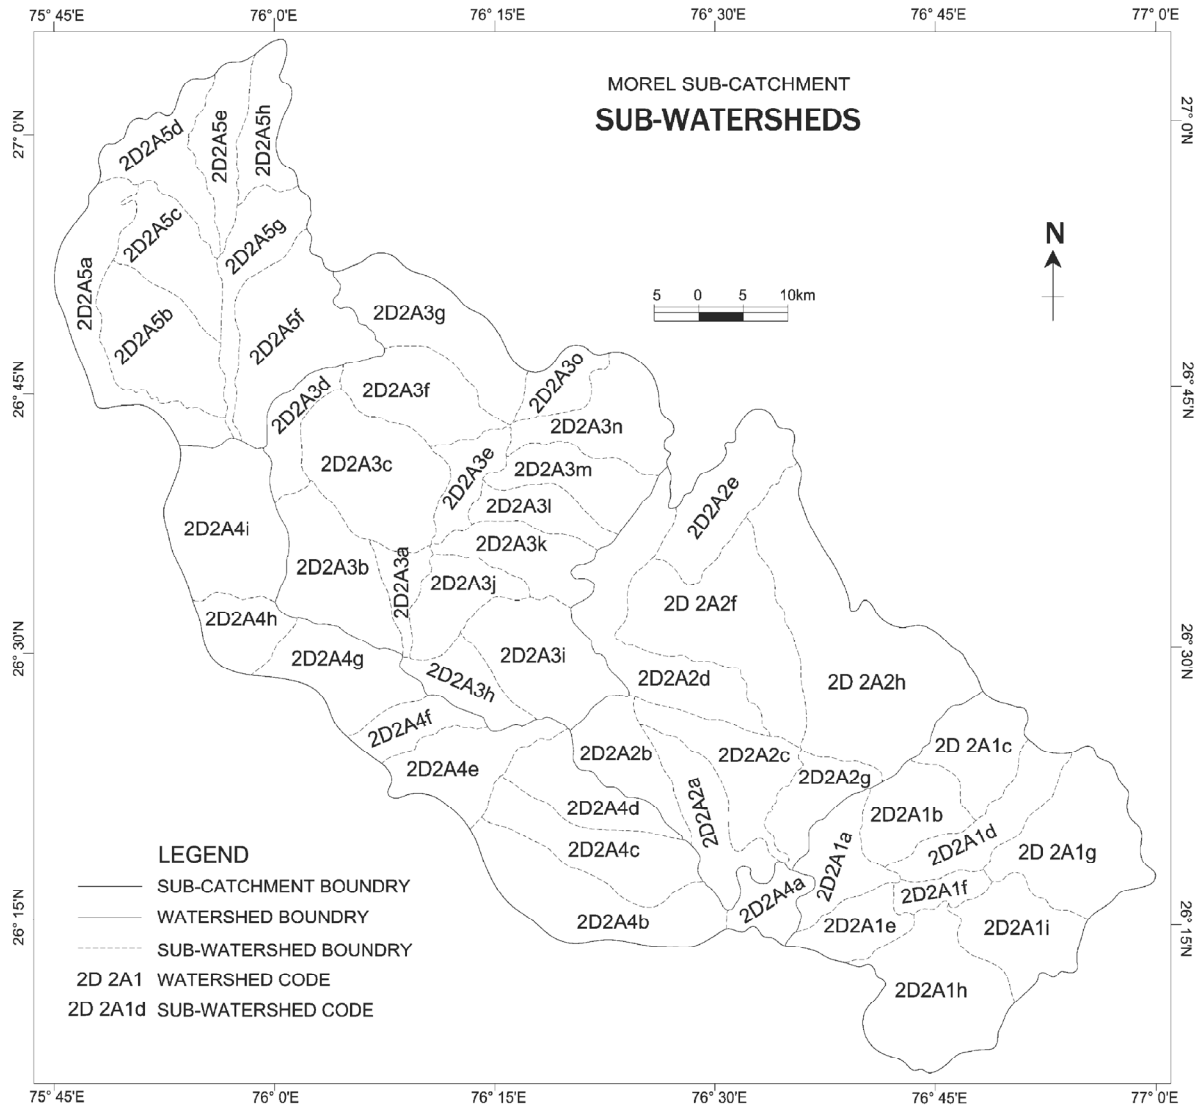 75° 45'E 76° 0'E 76° 15'E 76° 30'E 76° 45'E 77° 0'E
MOREL SUB-CATCHMENT
SUB-WATERSHEDS
27° 0'N
27° 0'N
2D2A5d
2D2A5e
2D2A5h
2D2A5c
2D2A5g
N
2D2A5a
2D2A5b
2D2A5f
5 0 5 10km
2D2A3g
26° 45'N
26° 45'N
2D2A3d
2D2A3f
2D2A3o
2D2A3n
2D2A3c
2D2A3e
2D2A3m
2D2A3l
2D2A2e
2D2A4i
2D2A3k
2D2A3b
2D2A3a
2D2A3j
2D 2A2f
2D2A4h
26° 30'N
26° 30'N
2D2A4g
2D2A3h
2D2A3i
2D2A2d
2D 2A2h
2D2A4f
2D2A4e
2D2A2b
2D2A2c
2D 2A1c
2D2A2g
2D2A4d
2D2A2a
2D2A1b
2D2A4c
2D2A1a
2D2A1d
2D 2A1g
2D2A4b
2D2A4a
2D2A1f
2D2A1e
2D2A1i
2D2A1h
26° 15'N
26° 15'N
LEGEND
SUB-CATCHMENT BOUNDRY
WATERSHED BOUNDRY
SUB-WATERSHED BOUNDRY
2D 2A1 WATERSHED CODE
2D 2A1d SUB-WATERSHED CODE
75° 45'E 76° 0'E 76° 15'E 76° 30'E 76° 45'E 77° 0'E